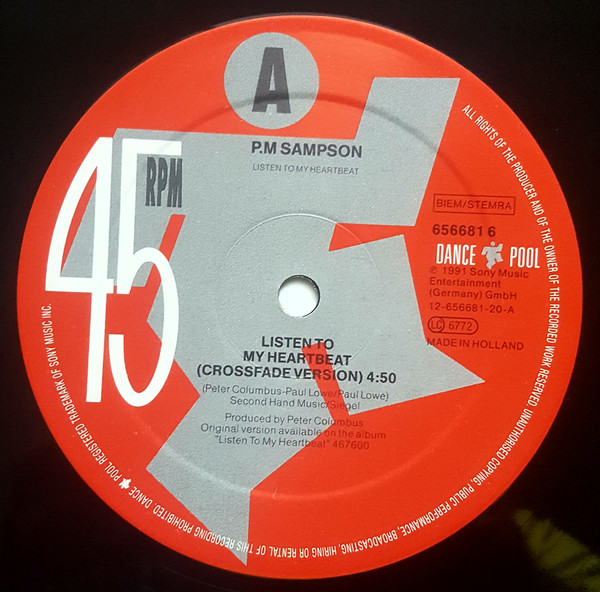 A
P.M SAMPSON
LISTEN TO MY HEARTBEAT
45 RPM
BIEM/STEMRA
656681 6
DANCE POOL
℗ 1991 Sony Music
Entertainment
(Germany) GmbH
12-656681-20-A
LC 6772
MADE IN HOLLAND
LISTEN TO
MY HEARTBEAT
(CROSSFADE VERSION) 4:50
(Peter Columbus-Paul Lowe/Paul Lowe)
Second Hand Music/Siegel
Produced by Peter Columbus
Original version available on the album
"Listen To My Heartbeat" 467600
ALL RIGHTS OF THE PRODUCER AND OF THE OWNER OF THE RECORDED WORK RESERVED UNAUTHORISED COPYING, PUBLIC PERFORMANCE, BROADCASTING, HIRING OR RENTAL OF THIS RECORDING PROHIBITED. DANCE POOL REGISTERED TRADEMARK OF SONY MUSIC INC.